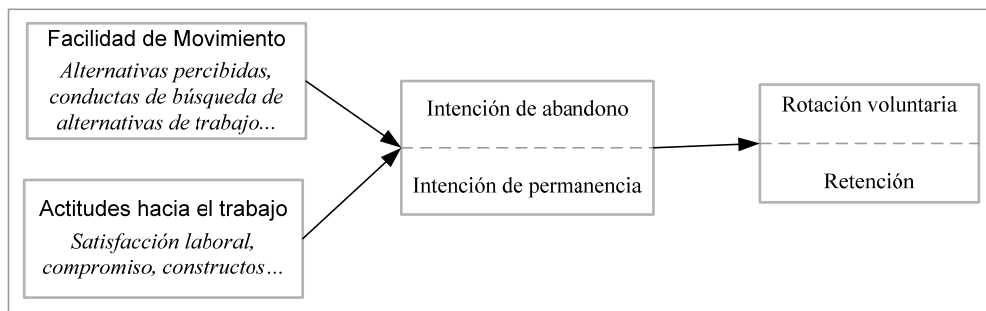 Facilidad de Movimiento
Alternativas percibidas,
conductas de búsqueda de
alternativas de trabajo...
Actitudes hacia el trabajo
Satisfacción laboral,
compromiso, constructos...
Intención de abandono
Intención de permanencia
Rotación voluntaria
Retención